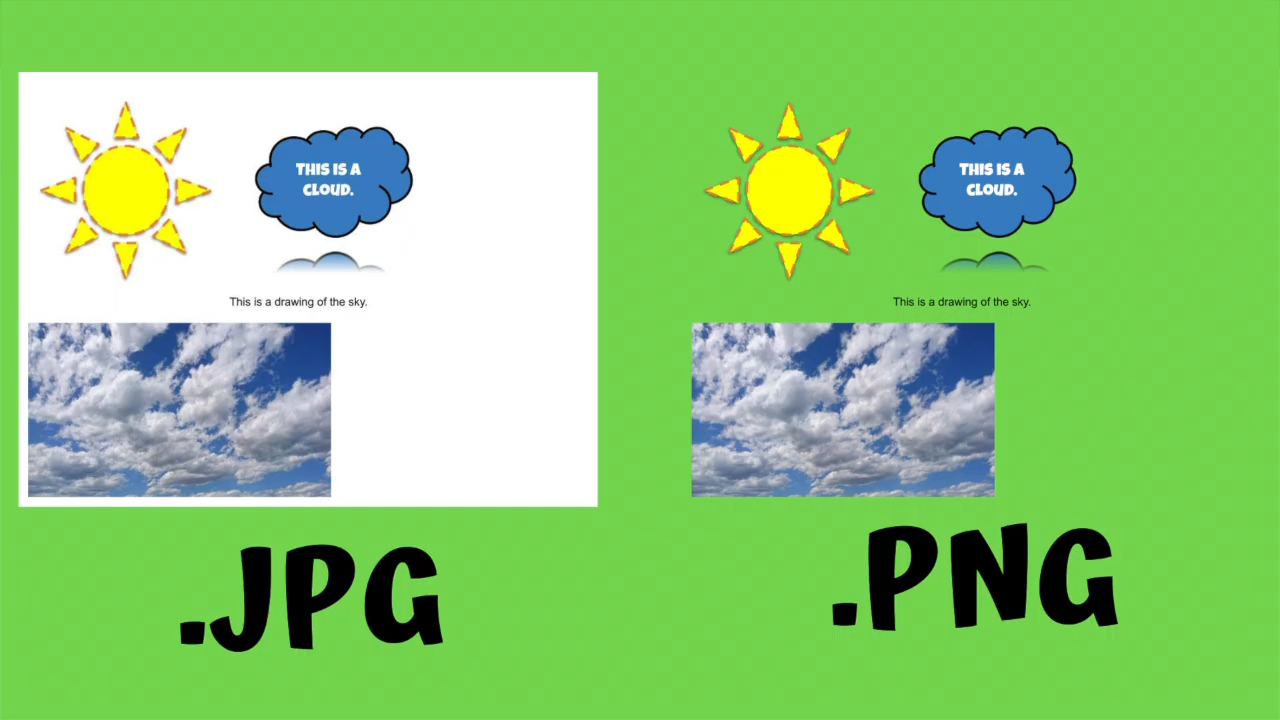 THIS IS A
CLOUD.
This is a drawing of the sky.
.JPG
THIS IS A
CLOUD.
This is a drawing of the sky.
.PNG